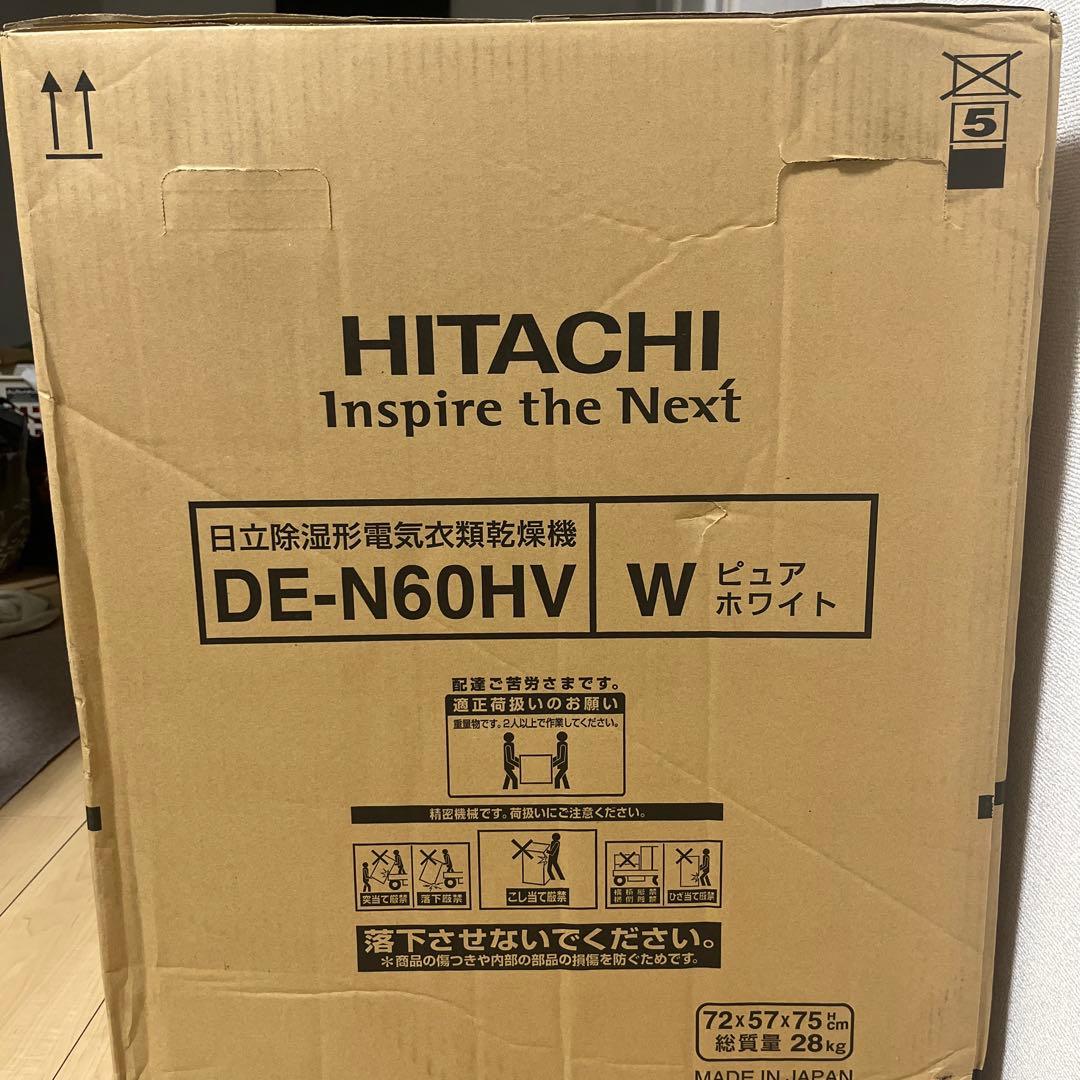 5
HITACHI
Inspire the Next
日立除湿形電気衣類乾燥機
DE-N60HV
W ピュア
ホワイト
配達ご苦労さまです。
適正荷扱いのお願い
重量物です。2人以上で作業してください。
精密機械です。荷扱いにご注意ください。
突当て厳禁 落下厳禁 こし当て厳禁 横積厳禁 ひざ当て厳禁
横倒厳禁
落下させないでください。
*商品の傷つきや内部の部品の損傷を防ぐためです。
72x57x75 H cm
総質量 28kg
MADE IN JAPAN